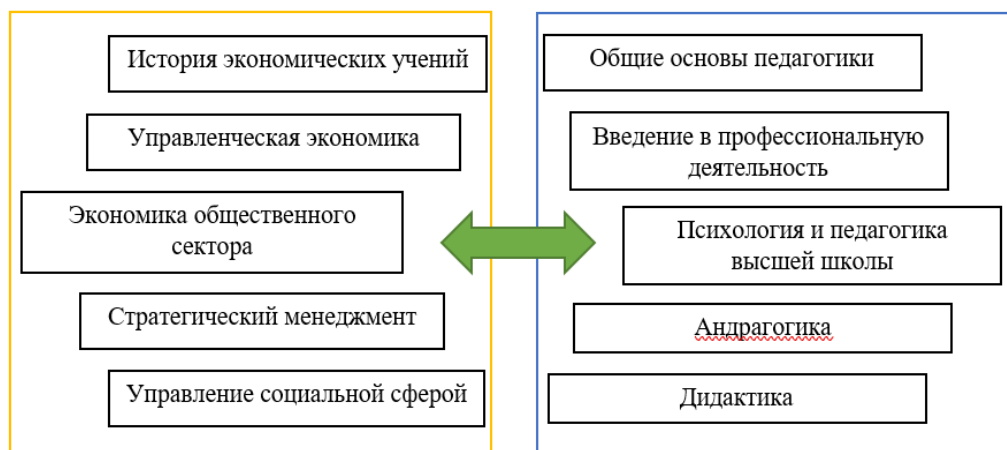 История экономических учений
Управленческая экономика
Экономика общественного
сектора
Стратегический менеджмент
Управление социальной сферой
Общие основы педагогики
Введение в профессиональную
деятельность
Психология и педагогика
высшей школы
Андрагогика
Дидактика